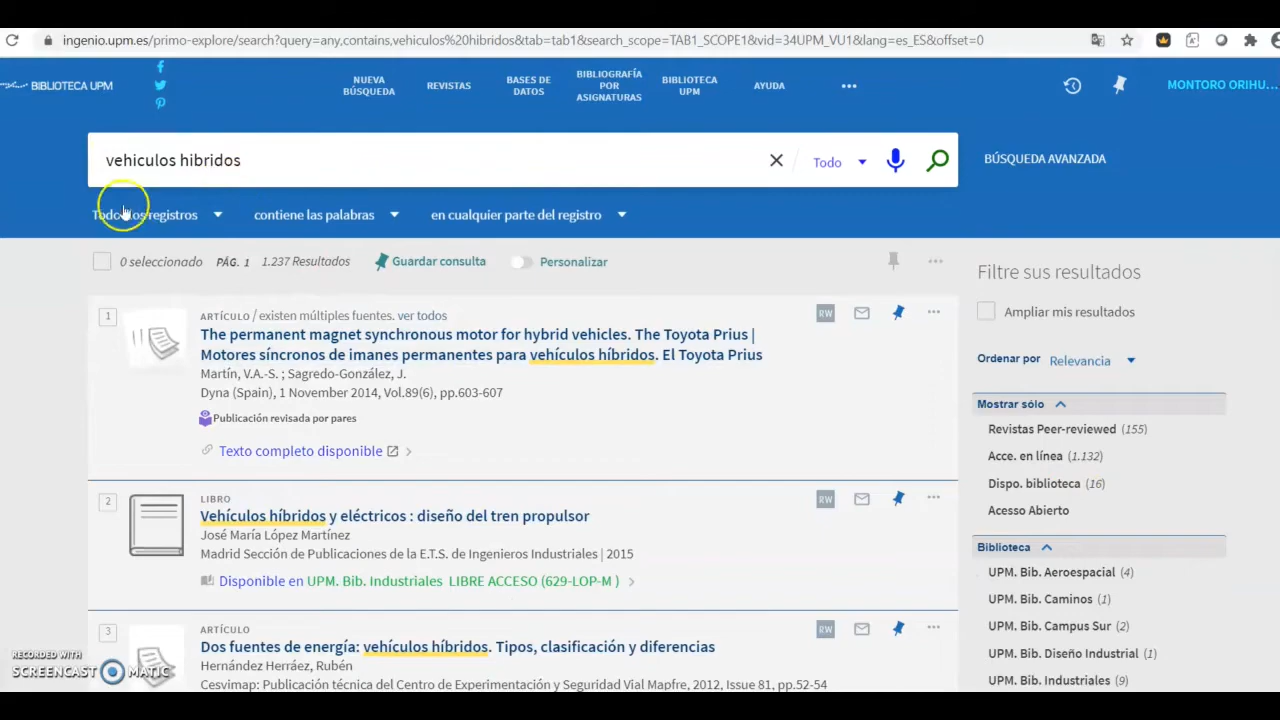 ingenio.upm.es/primo-explore/search?query=any,contains,vehiculos%20hibridos&tab=tab1&search_scope=TAB1_SCOPE1&vid=34UPM_VU1&lang=es_ES&offset=0
BIBLIOTECA UPM
NUEVA BÚSQUEDA
REVISTAS
BASES DE DATOS
BIBLIOGRAFÍA POR ASIGNATURAS
BIBLIOTECA UPM
AYUDA
MONTORO ORIHU...
vehiculos hibridos
Todo
BÚSQUEDA AVANZADA
Todos los registros
contiene las palabras
en cualquier parte del registro
0 seleccionado PÁG. 1 1.237 Resultados
Guardar consulta
Personalizar
Filtre sus resultados
Ampliar mis resultados
Ordenar por Relevancia
Mostrar sólo
Revistas Peer-reviewed (155)
Acce. en línea (1.132)
Dispo. biblioteca (16)
Acesso Abierto
Biblioteca
UPM. Bib. Aeroespacial (4)
UPM. Bib. Caminos (1)
UPM. Bib. Campus Sur (2)
UPM. Bib. Diseño Industrial (1)
UPM. Bib. Industriales (9)
1
ARTÍCULO / existen múltiples fuentes. ver todos
RW
The permanent magnet synchronous motor for hybrid vehicles. The Toyota Prius |
Motores síncronos de imanes permanentes para vehículos híbridos. El Toyota Prius
Martín, V.A.-S. ; Sagredo-González, J.
Dyna (Spain), 1 November 2014, Vol.89(6), pp.603-607
Publicación revisada por pares
Texto completo disponible
2
LIBRO
RW
Vehículos híbridos y eléctricos : diseño del tren propulsor
José María López Martínez
Madrid Sección de Publicaciones de la E.T.S. de Ingenieros Industriales | 2015
Disponible en UPM. Bib. Industriales LIBRE ACCESO (629-LOP-M )
3
ARTÍCULO
RW
Dos fuentes de energía: vehículos híbridos. Tipos, clasificación y diferencias
Hernández Herráez, Rubén
Cesvimap: Publicación técnica del Centro de Experimentación y Seguridad Vial Mapfre, 2012, Issue 81, pp.52-54
RECORDED WITH
SCREENCAST MATIC